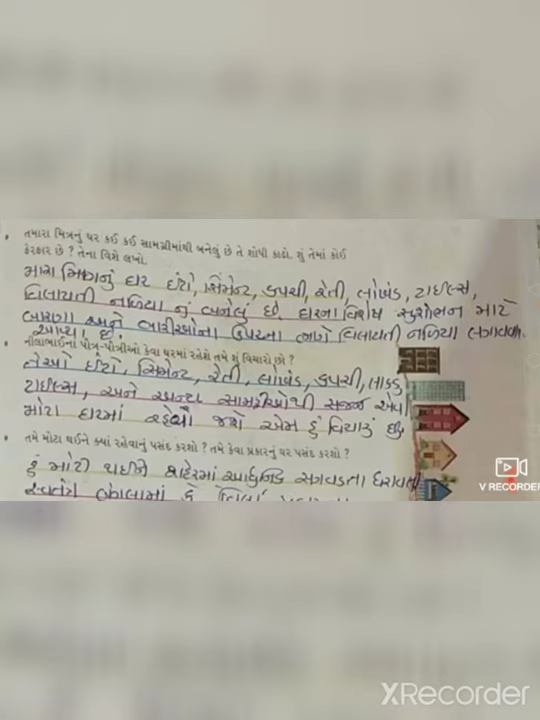 તમારા મિત્રનું ઘર કઈ કઈ સામગ્રીમાંથી બનેલું છે તે શોધી કાઢો. શું તેમાં કોઈ
ફેરફાર છે ? તેના વિશે લખો.
મારા મિત્રનું ઘર ઈંટો, સિમેન્ટ, કપચી, રેતી, લોખંડ, ટાઈલ્સ,
વિલાયતી નળિયા નું બનેલું છે. ઘરના વિશેષ સુશોભન માટે
બારણા અને બારીઓના ઉપરના ભાગે વિલાયતી નળિયા લગાવવા
આવ્યા છે.
નીલાભાઈના પૌત્ર-પૌત્રીઓ કેવા ઘરમાં રહેશે તમે શું વિચારો છો ?
તેઓ ઈંટો, સિમેન્ટ, રેતી, લોખંડ, કપચી, લાકડુ
ટાઈલ્સ, અને અન્ય સામગ્રીઓથી સજ્જ એવા
મોટા ઘરમાં રહેતી જશે એમ હું વિચારું છું.
તમે મોટા થઈને ક્યાં રહેવાનું પસંદ કરશો ? તમે કેવા પ્રકારનું ઘર પસંદ કરશો ?
હું મોટી થઈને શહેરમાં આધુનિક સગવડતા ધરાવતી
સ્વતંત્ર બંગલામાં કે વિલા
V RECORDER
XRecorder